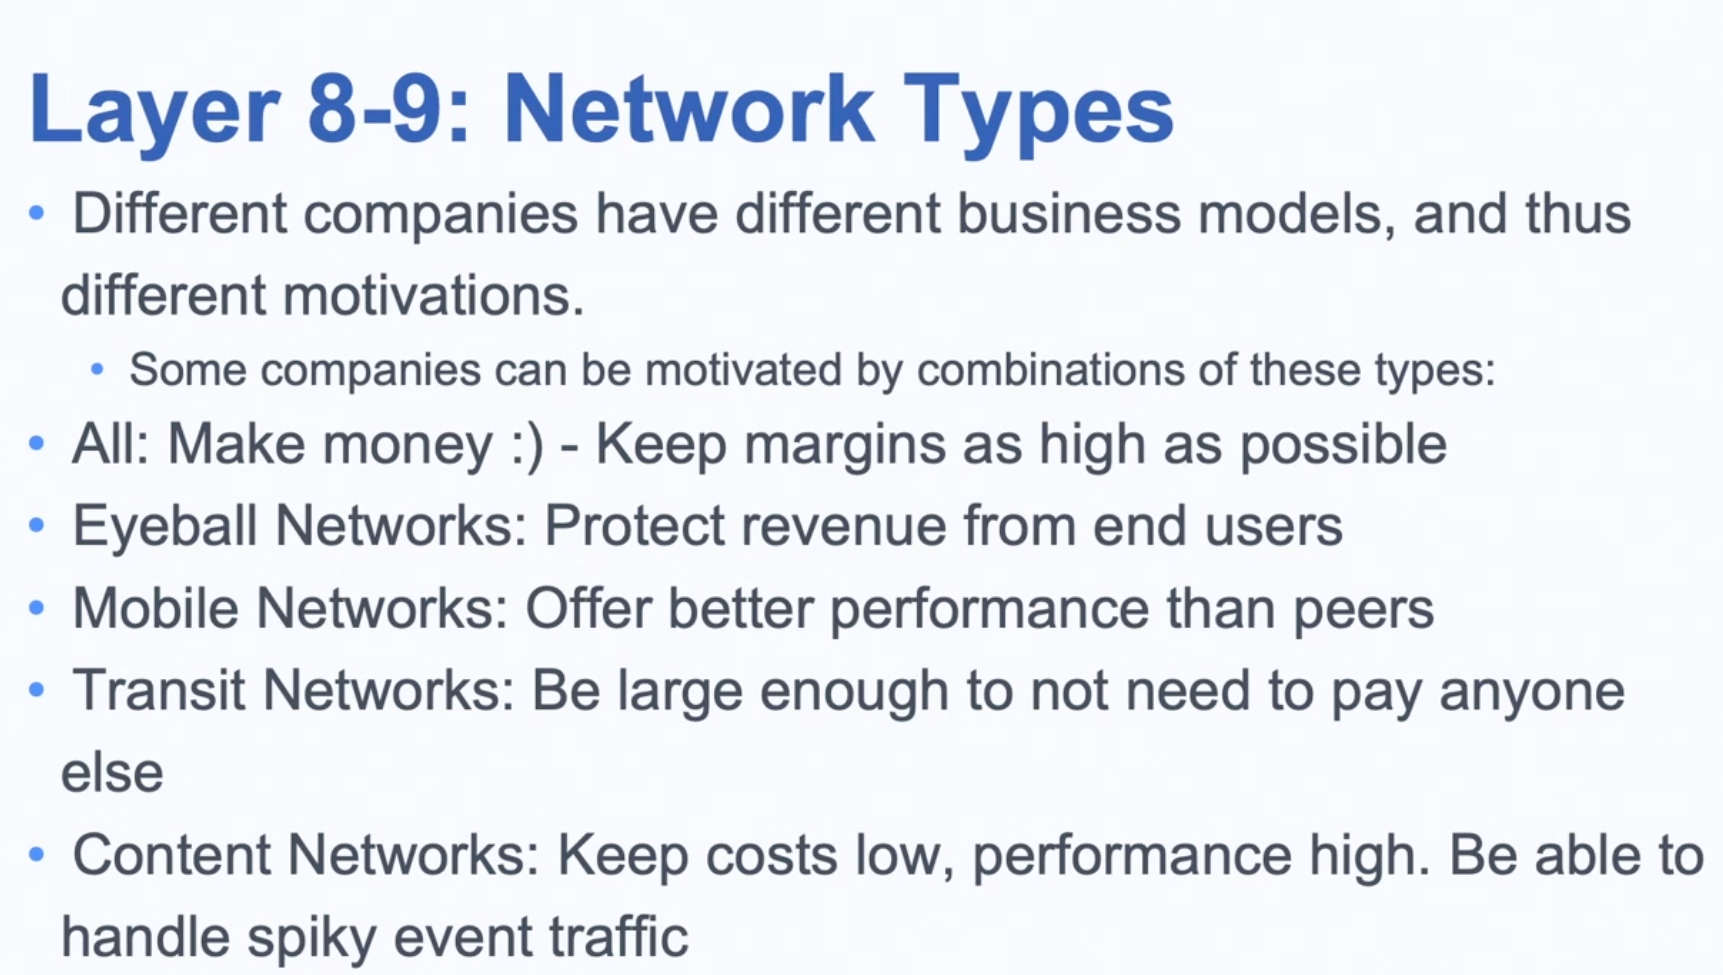 Layer 8-9: Network Types
• Different companies have different business models, and thus
different motivations.
• Some companies can be motivated by combinations of these types:
• All: Make money :) - Keep margins as high as possible
• Eyeball Networks: Protect revenue from end users
• Mobile Networks: Offer better performance than peers
• Transit Networks: Be large enough to not need to pay anyone
else
• Content Networks: Keep costs low, performance high. Be able to
handle spiky event traffic